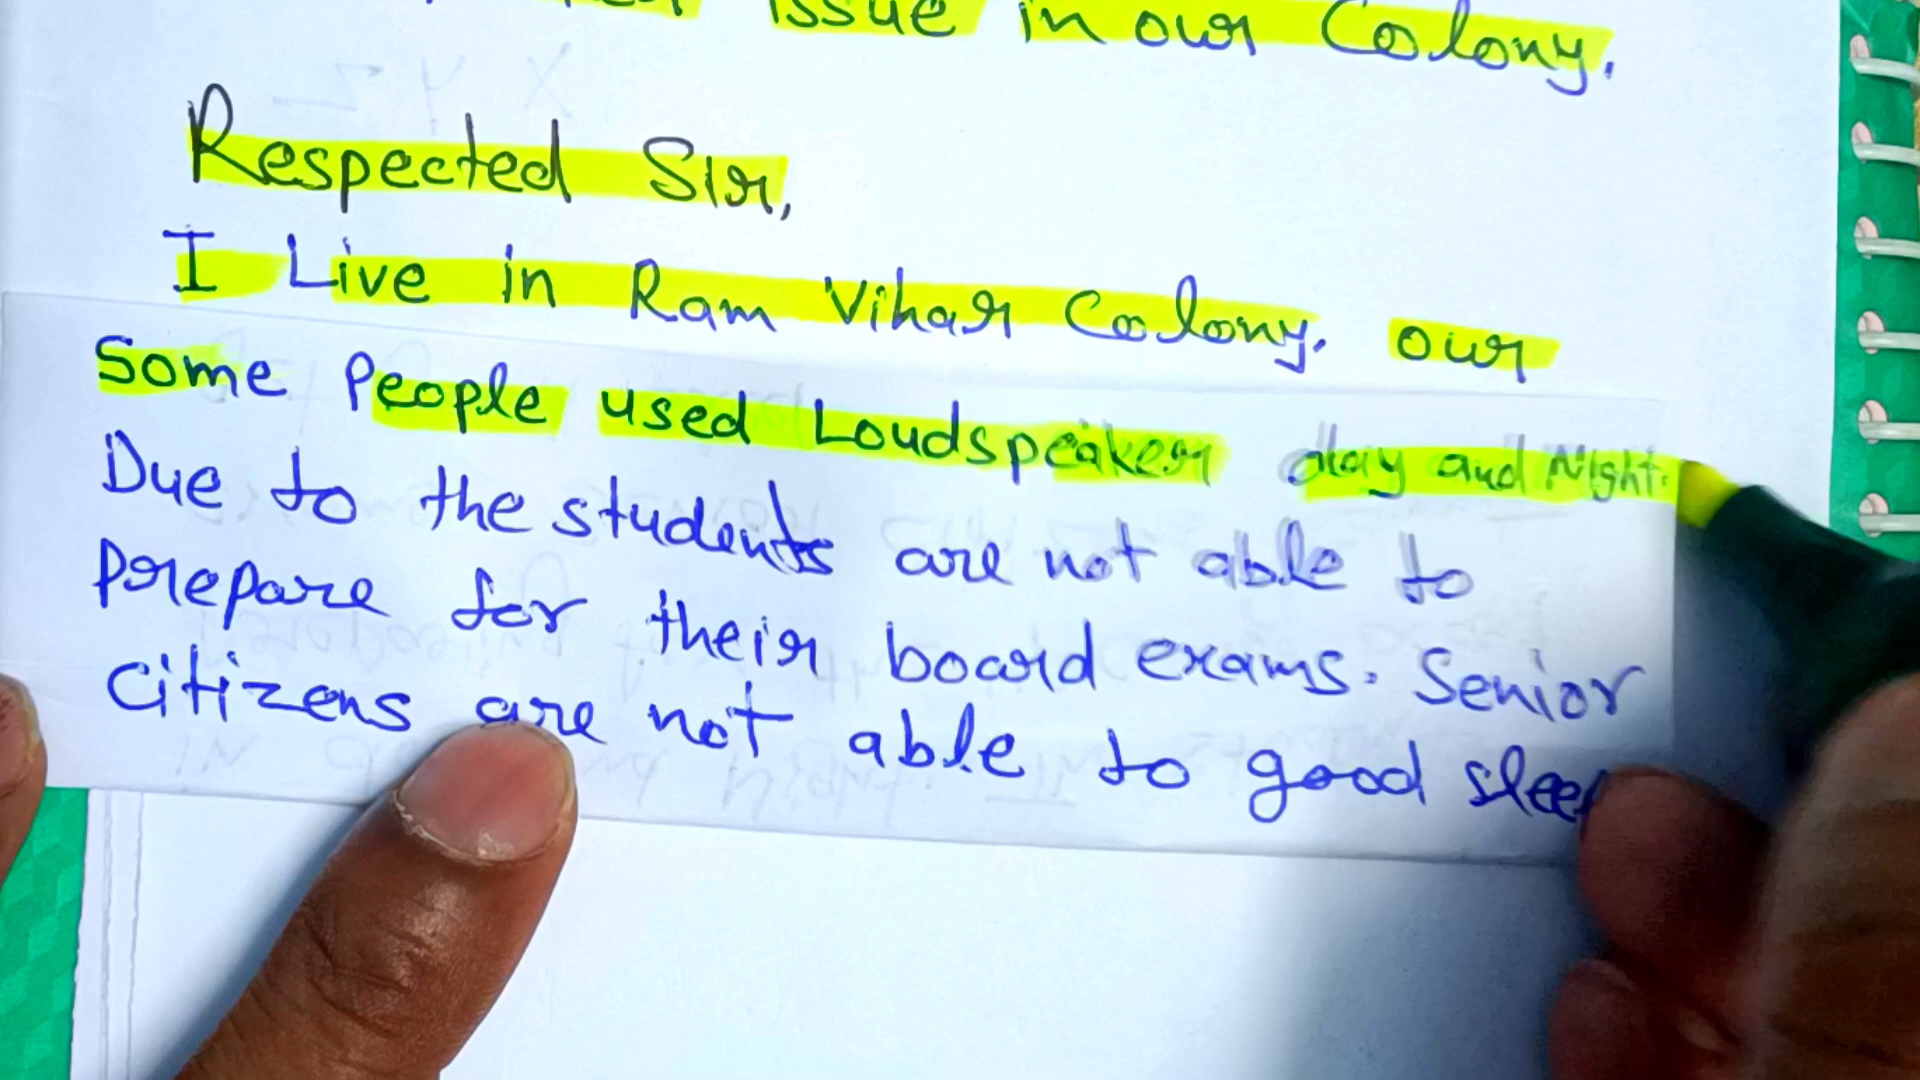 issue in our Colony.
Respected Sir,
I Live in Ram Vihar Colony. our
Some People used Loudspeaker day and Night.
Due to the students are not able to
prepare for their board exams. Senior
Citizens are not able to good sleep